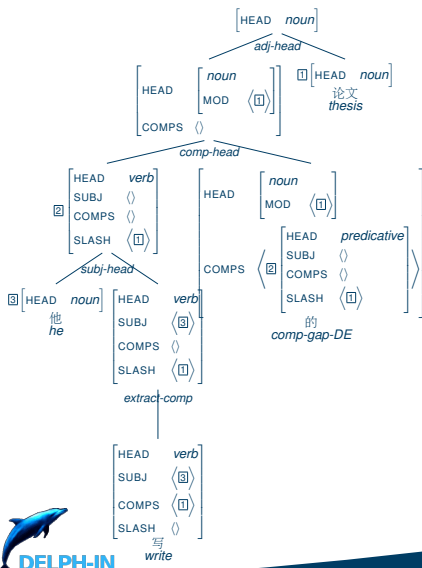 [HEAD noun]
adj-head
HEAD [noun MOD ⟨1⟩]
COMPS ⟨⟩
1 [HEAD noun]
论文
thesis
comp-head
2 [HEAD verb
SUBJ ⟨⟩
COMPS ⟨⟩
SLASH ⟨1⟩]
HEAD [noun MOD ⟨1⟩]
COMPS ⟨2 [HEAD predicative
SUBJ ⟨⟩
COMPS ⟨⟩
SLASH ⟨1⟩]⟩
的
comp-gap-DE
subj-head
3 [HEAD noun]
他
he
HEAD verb
SUBJ ⟨3⟩
COMPS ⟨⟩
SLASH ⟨1⟩
extract-comp
HEAD verb
SUBJ ⟨3⟩
COMPS ⟨1⟩
SLASH ⟨⟩
写
write
DELPH-IN